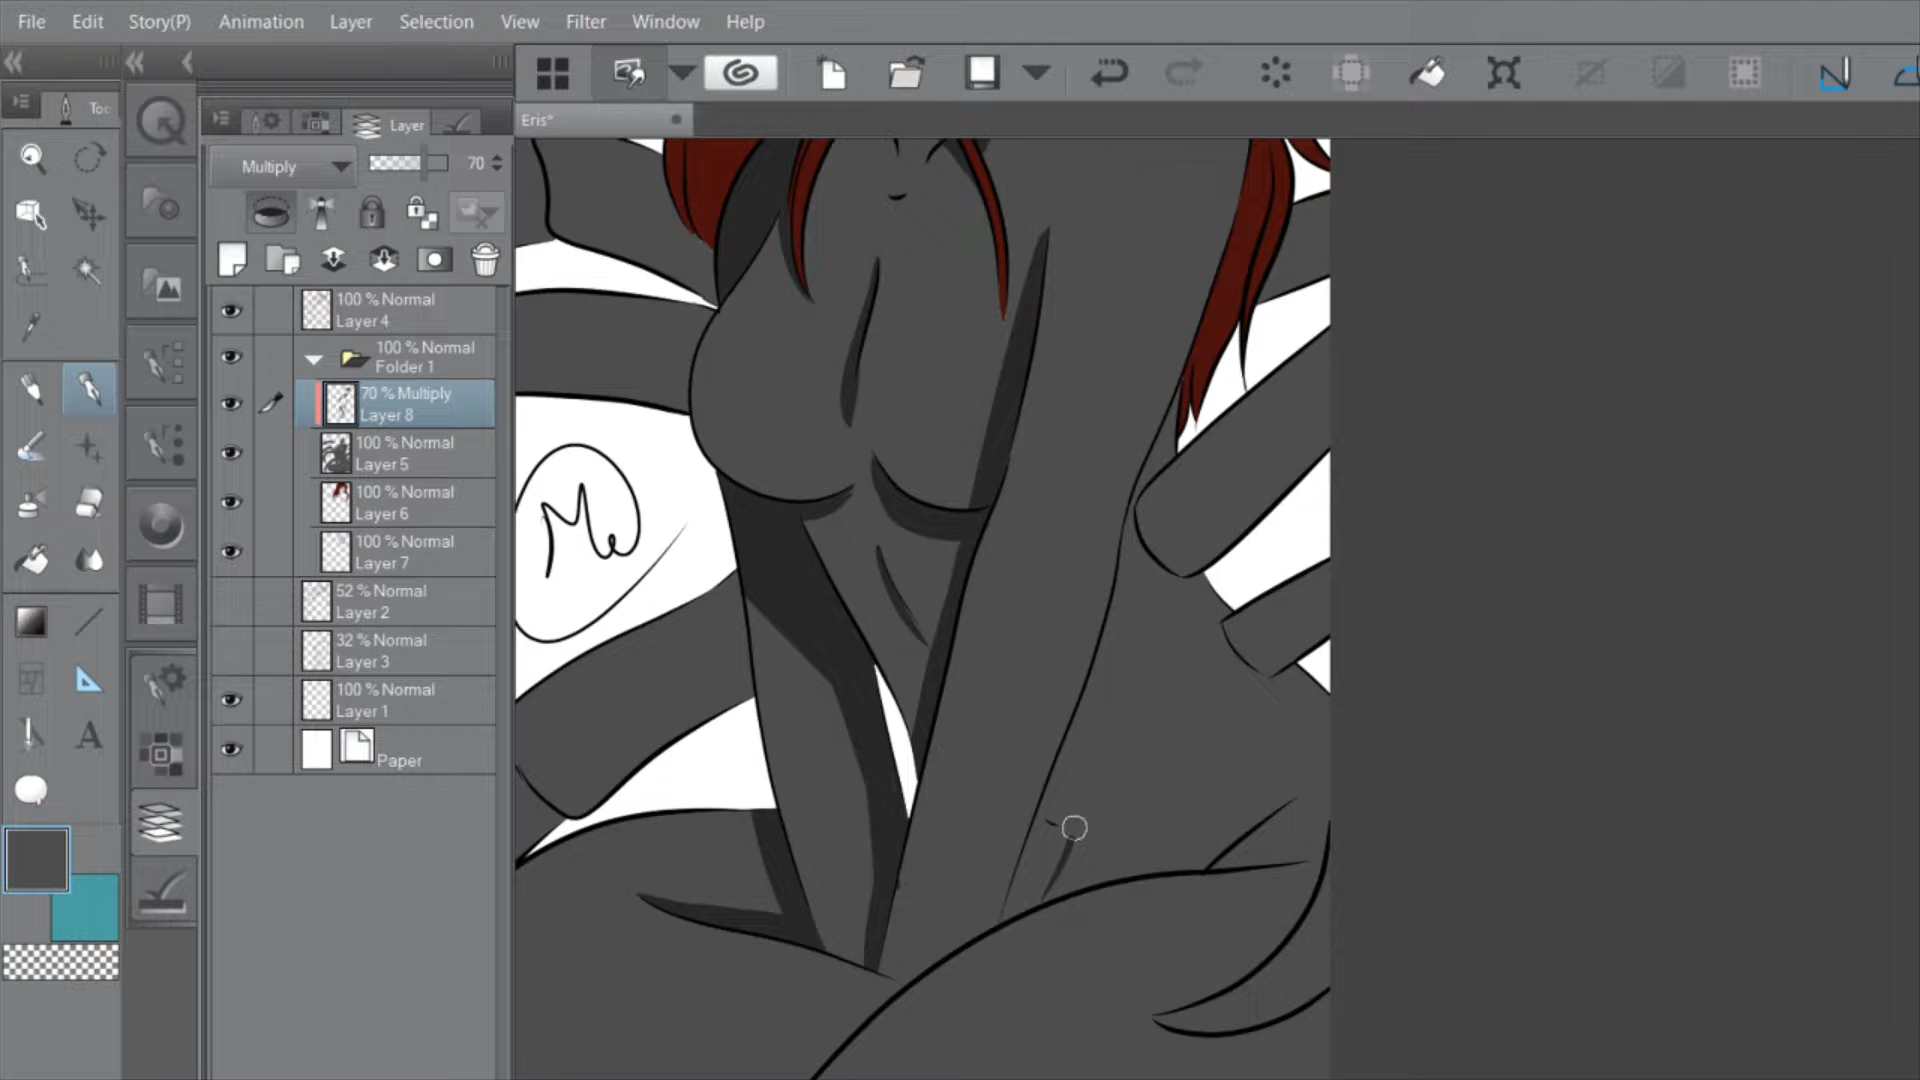 File Edit Story(P) Animation Layer Selection View Filter Window Help
Too
Layer
Eris*
Multiply 70
100 % Normal
Layer 4
100 % Normal
Folder 1
70 % Multiply
Layer 8
100 % Normal
Layer 5
100 % Normal
Layer 6
100 % Normal
Layer 7
52 % Normal
Layer 2
32 % Normal
Layer 3
100 % Normal
Layer 1
Paper
A